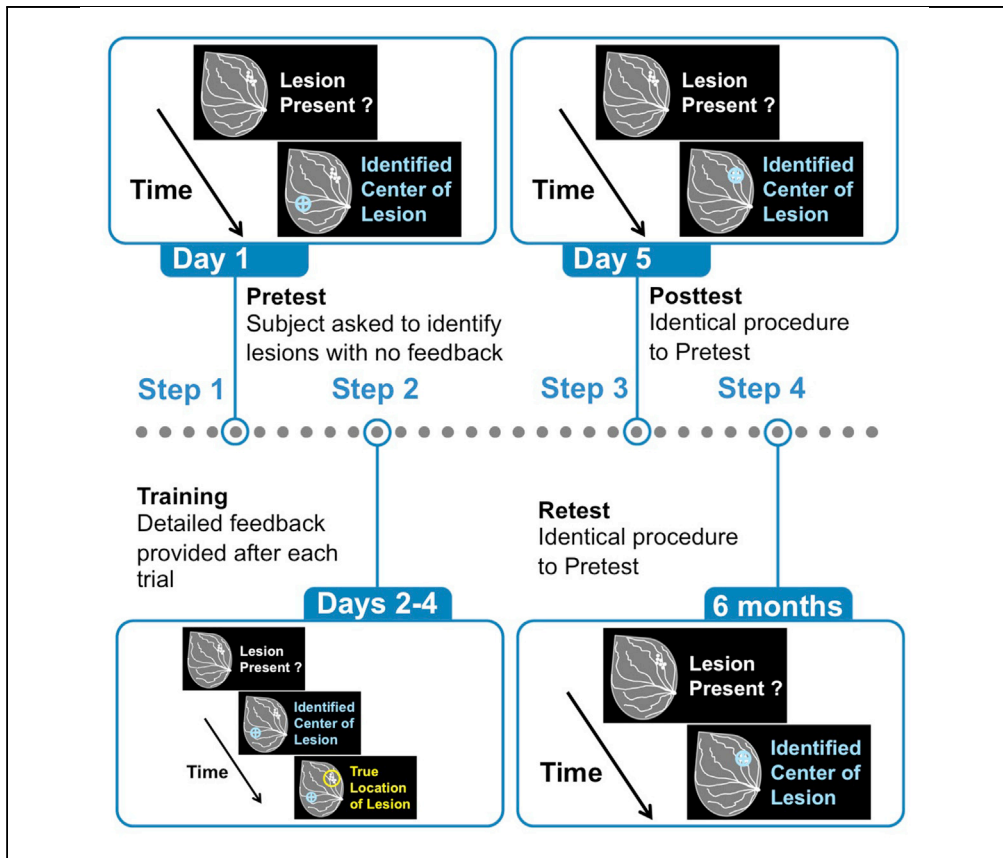 Lesion
Present ?
Identified
Center of
Lesion
Time
Day 1
Lesion
Present ?
Identified
Center of
Lesion
Time
Day 5
Pretest
Subject asked to identify
lesions with no feedback
Posttest
Identical procedure
to Pretest
Step 1
Step 2
Step 3
Step 4
Training
Detailed feedback
provided after each
trial
Retest
Identical procedure
to Pretest
Days 2-4
6 months
Lesion
Present ?
Identified
Center of
Lesion
True
Location
of Lesion
Time
Lesion
Present ?
Identified
Center of
Lesion
Time